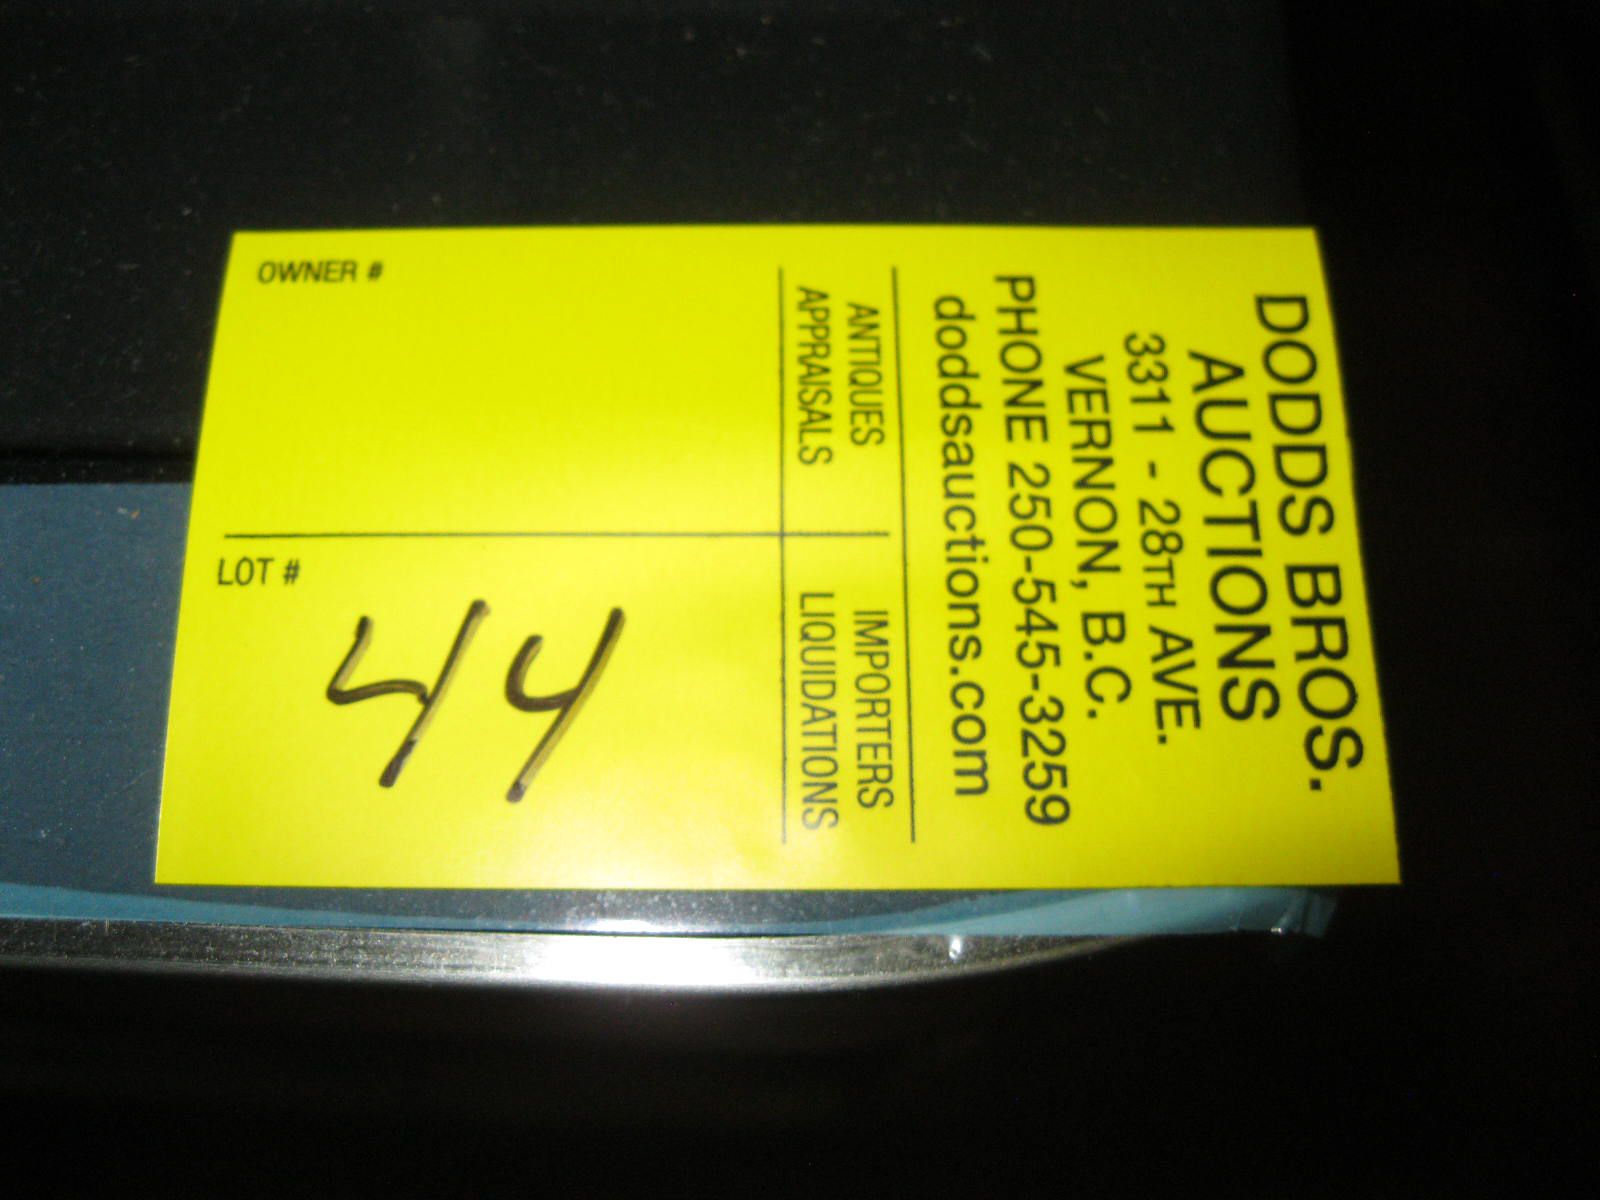 DODDS BROS.
AUCTIONS
3311 - 28TH AVE.
VERNON, B.C.
PHONE 250-545-3259
doddsauctions.com
ANTIQUES
APPRAISALS
IMPORTERS
LIQUIDATIONS
OWNER #
LOT #
44